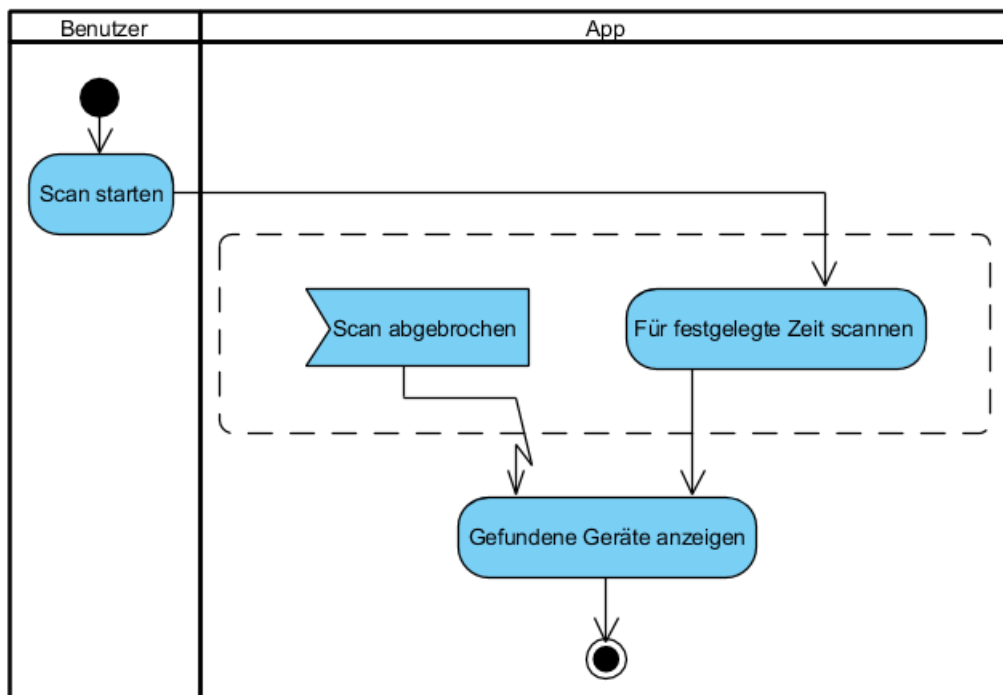 Benutzer
App
Scan starten
Scan abgebrochen
Für festgelegte Zeit scannen
Gefundene Geräte anzeigen